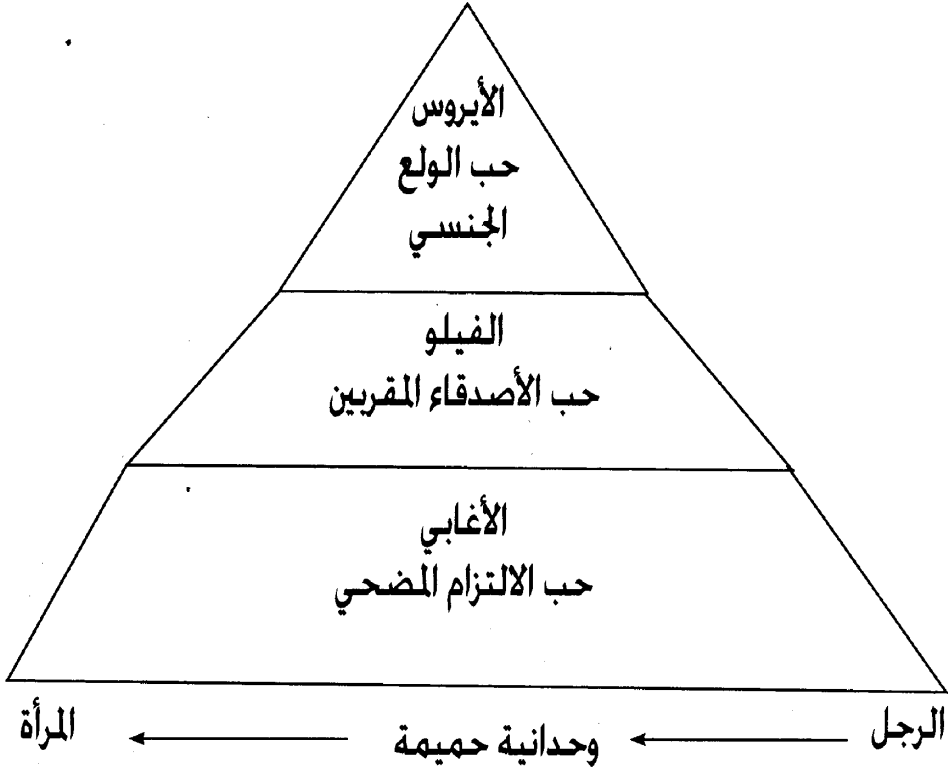 الأيروس
حب الولع
الجنسي
الفيلو
حب الأصدقاء المقربين
الأغابي
حب الالتزام المضحي
الرجل وحدانية حميمة المرأة